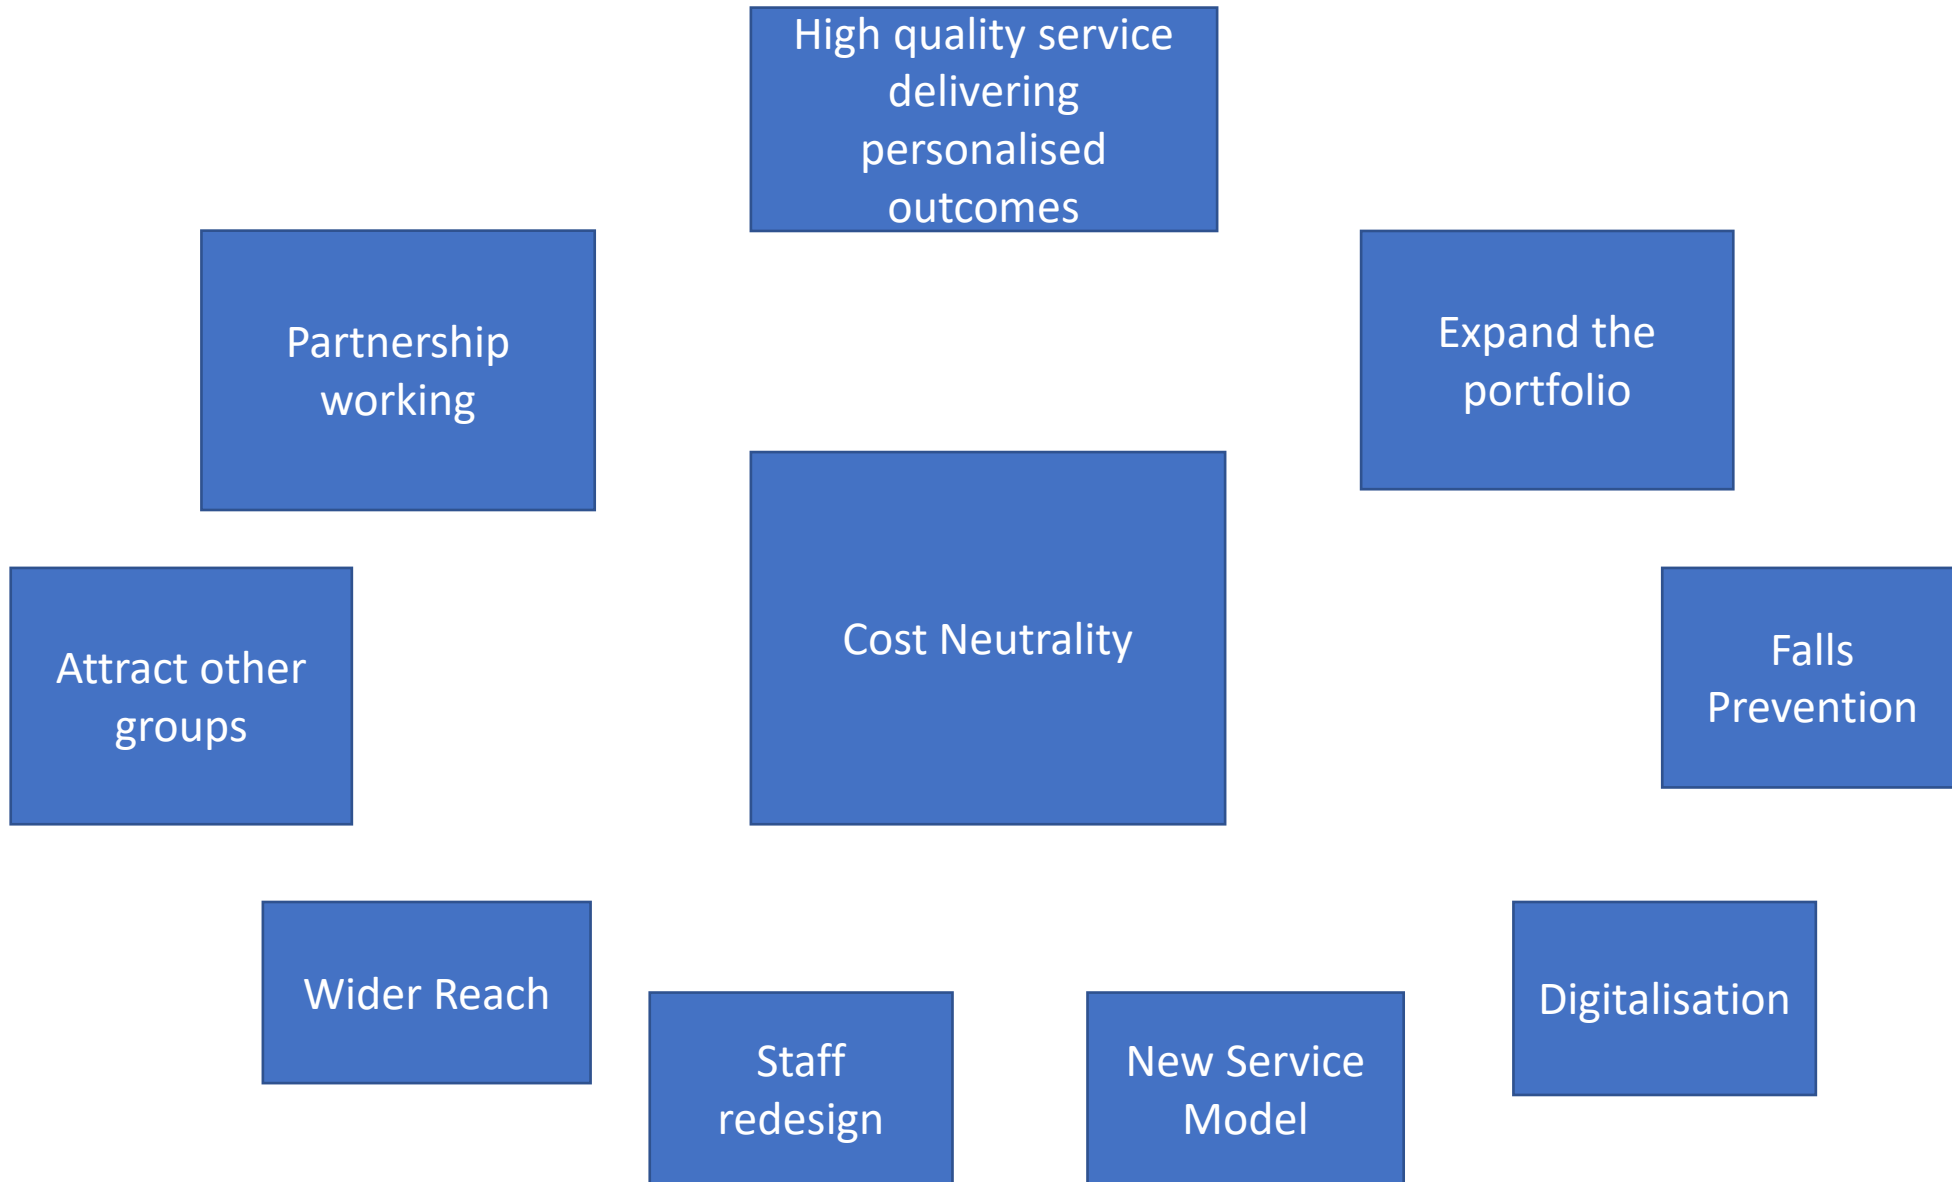 High quality service
delivering
personalised
outcomes
Partnership
working
Expand the
portfolio
Cost Neutrality
Attract other
groups
Falls
Prevention
Wider Reach
Digitalisation
Staff
redesign
New Service
Model